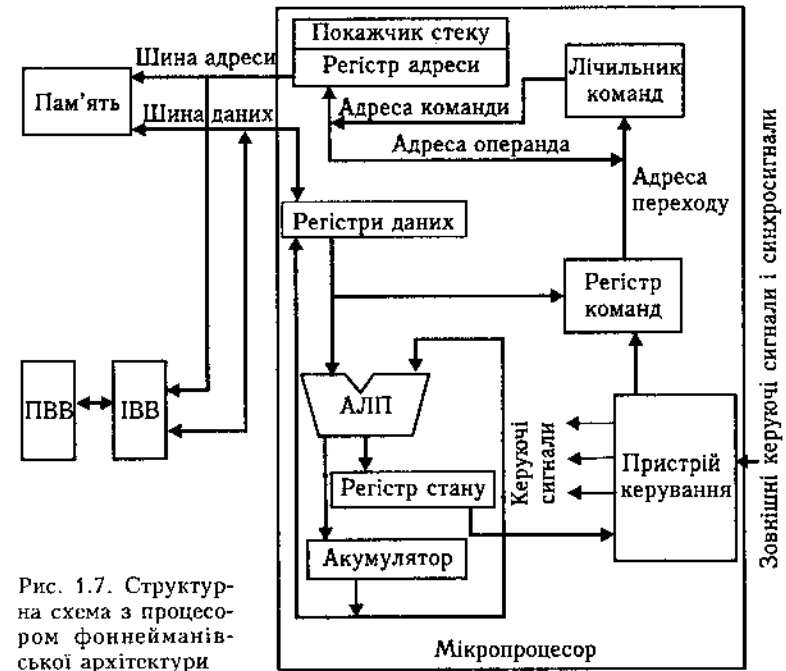 Покажчик стеку
Регістр адреси
Шина адреси
Пам'ять
Шина даних
Лічильник
команд
Адреса команди
Адреса операнда
Адреса
переходу
Регістри даних
Регістр
команд
ПВВ
ІВВ
АЛП
Регістр стану
Акумулятор
Керуючі
сигнали
Пристрій
керування
Зовнішні керуючі сигнали і синхросигнали
Мікропроцесор
Рис. 1.7. Структур-
на схема з процесо-
ром фоннейманів-
ської архітектури